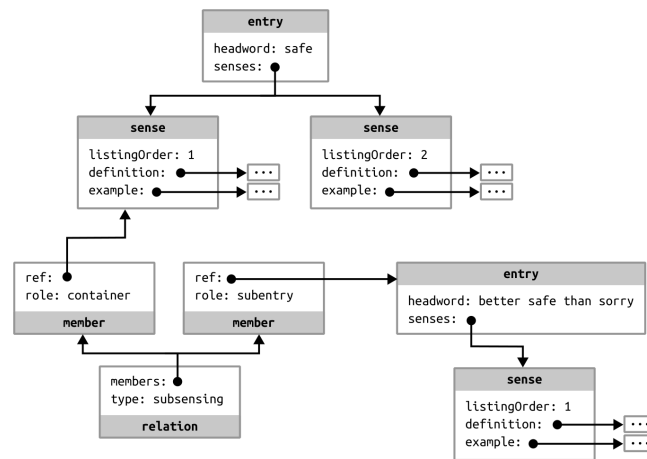 entry
headword: safe
senses:
sense
listingOrder: 1
definition: ...
example: ...
sense
listingOrder: 2
definition: ...
example: ...
ref:
role: container
member
ref:
role: subentry
member
entry
headword: better safe than sorry
senses:
members:
type: subsensing
relation
sense
listingOrder: 1
definition: ...
example: ...